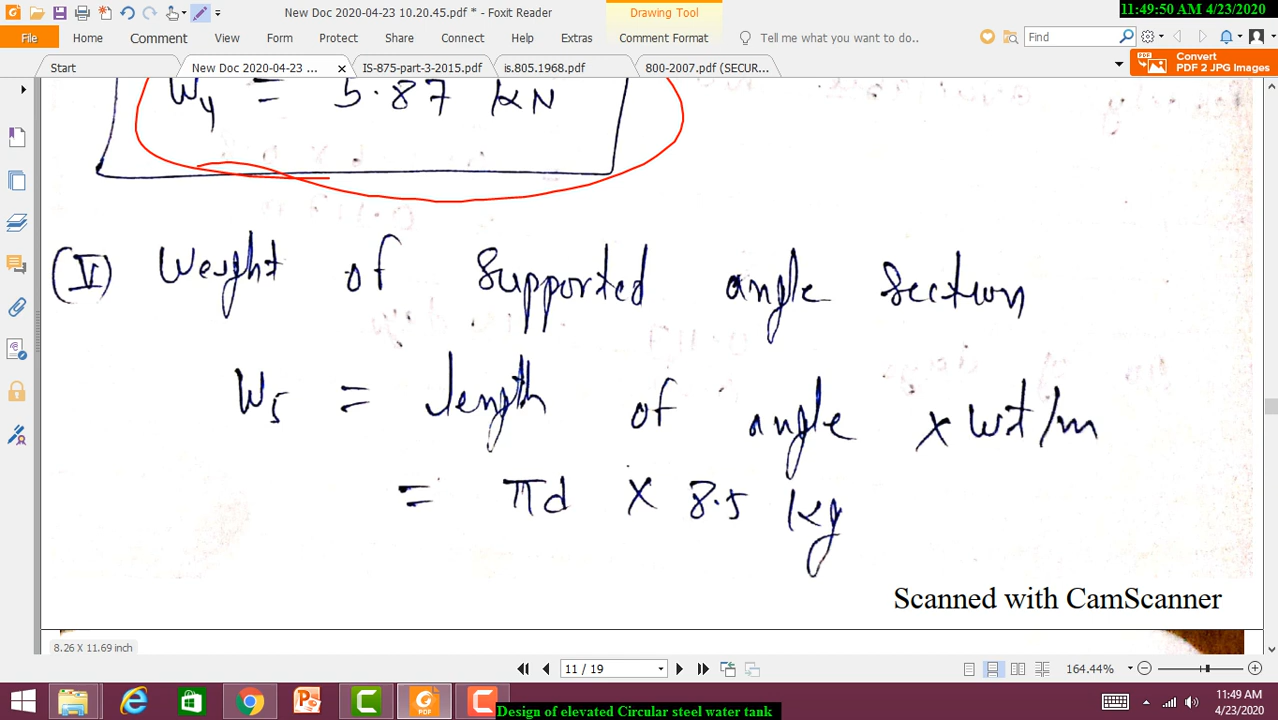 11:49:50 AM 4/23/2020
New Doc 2020-04-23 10.20.45.pdf * - Foxit Reader
Drawing Tool
File Home Comment View Form Protect Share Connect Help Extras Comment Format Tell me what you want to do.. Find
Start New Doc 2020-04-23 ... IS-875-part-3-2015.pdf is.805.1968.pdf 800-2007.pdf (SECUR...
Convert
PDF 2 JPG Images
W4 = 5.87 KN
(V) Weight of Supported angle section
W5 = length of angle x wt/m
= πd x 8.5 kg
Scanned with CamScanner
8.26 x 11.69 inch
11 / 19
164.44%
PDF
11:49 AM
4/23/2020
Design of elevated Circular steel water tank